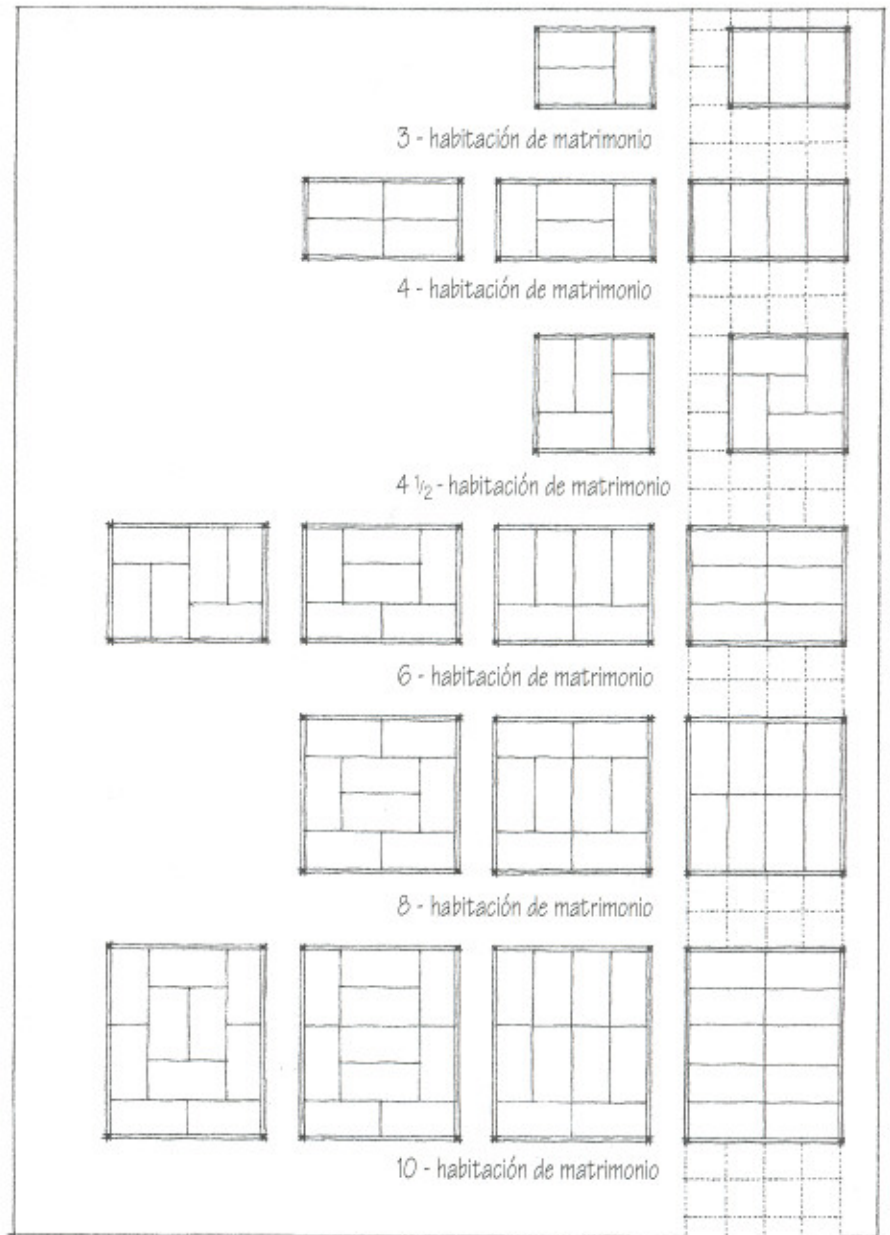 3 - habitación de matrimonio
4 - habitación de matrimonio
4 1/2 - habitación de matrimonio
6 - habitación de matrimonio
8 - habitación de matrimonio
10 - habitación de matrimonio